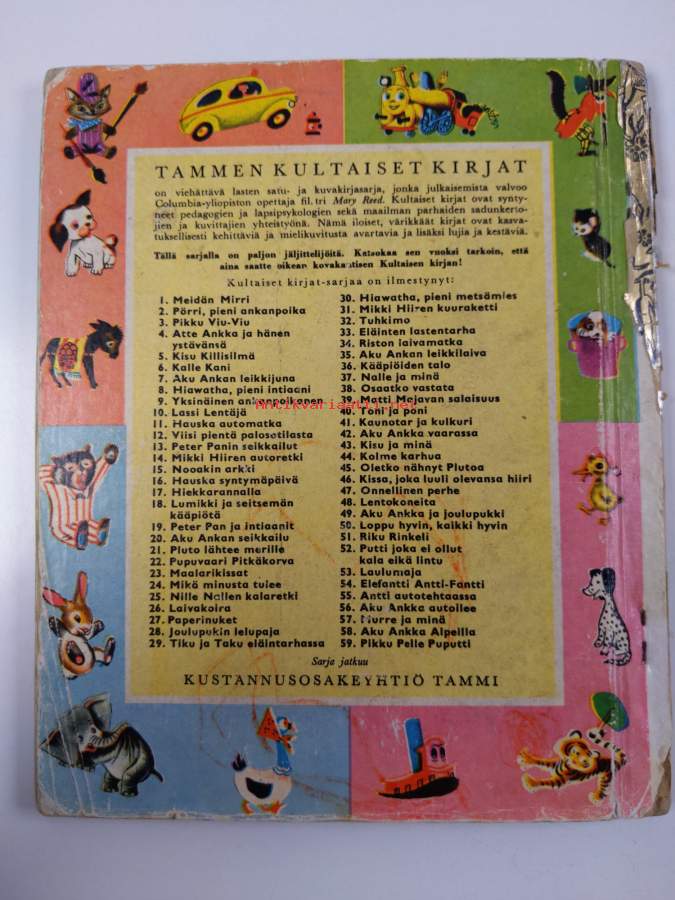 TAMMEN KULTAISET KIRJAT
on viehättävä lasten satu- ja kuvakirjasarja, jonka julkaisemista valvoo
Columbia-yliopiston opettaja fil. tri Mary Reed. Kultaiset kirjat ovat synty-
neet pedagogien ja lapsipsykologien sekä maailman parhaiden sadunkerto-
jien ja kuvittajien yhteistyönä. Nämä iloiset, värikkäät kirjat ovat kasva-
tuksellisesti kehittäviä ja mielikuvitusta avartavia ja lisäksi lujia ja kestäviä.
Tällä sarjalla on paljon jäljittelijöitä. Katsokaa sen vuoksi tarkoin, että
aina saatte oikean kovakantisen Kultaisen kirjan!
Kultaiset kirjat-sarjaa on ilmestynyt:
1. Meidän Mirri
2. Pörri, pieni ankanpoika
3. Pikku Viu-Viu
4. Atte Ankka ja hänen
ystävänsä
5. Kisu Killisilmä
6. Kalle Kani
7. Aku Ankan leikkijuna
8. Hiawatha, pieni intiaani
9. Yksinäinen ankanpoikanen
10. Lassi Lentäjä
11. Hauska automatka
12. Viisi pientä palosotilasta
13. Peter Panin seikkailut
14. Mikki Hiiren autoretki
15. Nooakin arkki
16. Hauska syntymäpäivä
17. Hiekkarannalla
18. Lumikki ja seitsemän
kääpiötä
19. Peter Pan ja intiaanit
20. Aku Ankan seikkailu
21. Pluto lähtee merille
22. Pupuvaari Pitkäkorva
23. Maalarikissat
24. Mikä minusta tulee
25. Nille Nallen kalaretki
26. Laivakoira
27. Paperinuket
28. Joulupukin lelupaja
29. Tiku ja Taku eläintarhassa
30. Hiawatha, pieni metsämies
31. Mikki Hiiren kuuraketti
32. Tuhkimo
33. Eläinten lastentarha
34. Riston laivamatka
35. Aku Ankan leikkilaiva
36. Kääpiöiden talo
37. Nalle ja minä
38. Osaatko vastata
39. Matti Majavan salaisuus
40. Toni ja poni
41. Kaunotar ja kulkuri
42. Aku Ankka vaarassa
43. Kisu ja minä
44. Kolme karhua
45. Oletko nähnyt Plutoa
46. Kissa, joka luuli olevansa hiiri
47. Onnellinen perhe
48. Lentokoneita
49. Aku Ankka ja joulupukki
50. Loppu hyvin, kaikki hyvin
51. Riku Rinkeli
52. Putti joka ei ollut
kala eikä lintu
53. Laulumaja
54. Elefantti Antti-Fantti
55. Antti autotehtaassa
56. Aku Ankka autoilee
57. Murre ja minä
58. Aku Ankka Alpeilla
59. Pikku Pelle Puputti
Sarja jatkuu
KUSTANNUSOSAKEYHTIÖ TAMMI
Antikvariaatti.net